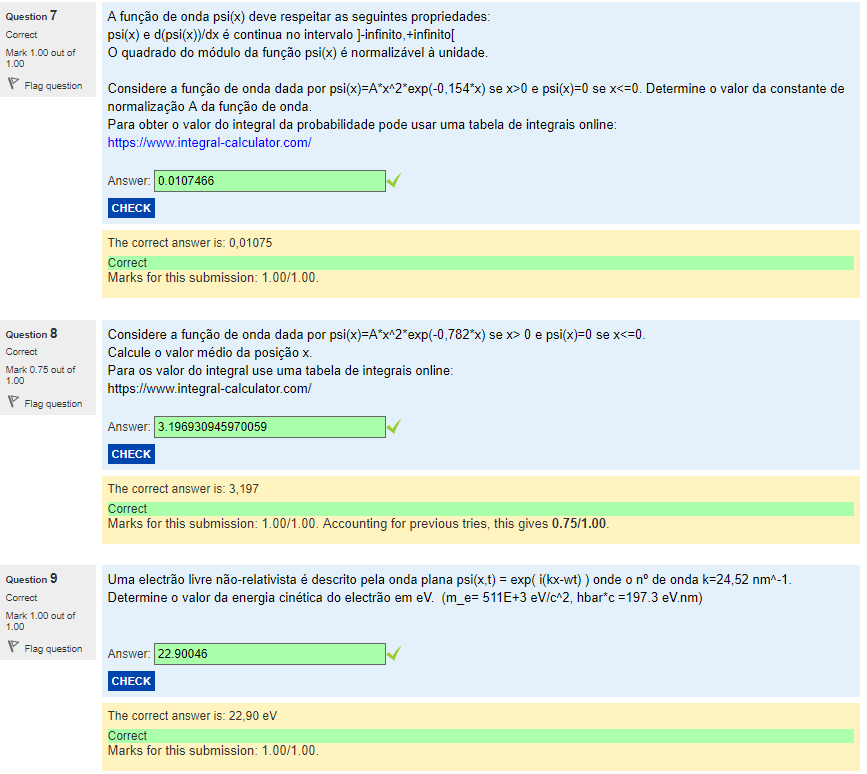 Question 7
Correct
Mark 1.00 out of
1.00
Flag question
A função de onda psi(x) deve respeitar as seguintes propriedades:
psi(x) e d(psi(x))/dx é continua no intervalo ]-infinito,+infinito[
O quadrado do módulo da função psi(x) é normalizável à unidade.
Considere a função de onda dada por psi(x)=A*x^2*exp(-0,154*x) se x>0 e psi(x)=0 se x<=0. Determine o valor da constante de
normalização A da função de onda.
Para obter o valor do integral da probabilidade pode usar uma tabela de integrais online:
https://www.integral-calculator.com/
Answer: 0.0107466
CHECK
The correct answer is: 0,01075
Correct
Marks for this submission: 1.00/1.00.
Question 8
Correct
Mark 0.75 out of
1.00
Flag question
Considere a função de onda dada por psi(x)=A*x^2*exp(-0,782*x) se x> 0 e psi(x)=0 se x<=0.
Calcule o valor médio da posição x.
Para os valor do integral use uma tabela de integrais online:
https://www.integral-calculator.com/
Answer: 3.196930945970059
CHECK
The correct answer is: 3,197
Correct
Marks for this submission: 1.00/1.00. Accounting for previous tries, this gives 0.75/1.00.
Question 9
Correct
Mark 1.00 out of
1.00
Flag question
Uma electrão livre não-relativista é descrito pela onda plana psi(x,t) = exp( i(kx-wt) ) onde o nº de onda k=24,52 nm^-1.
Determine o valor da energia cinética do electrão em eV. (m_e= 511E+3 eV/c^2, hbar*c =197.3 eV.nm)
Answer: 22.90046
CHECK
The correct answer is: 22,90 eV
Correct
Marks for this submission: 1.00/1.00.